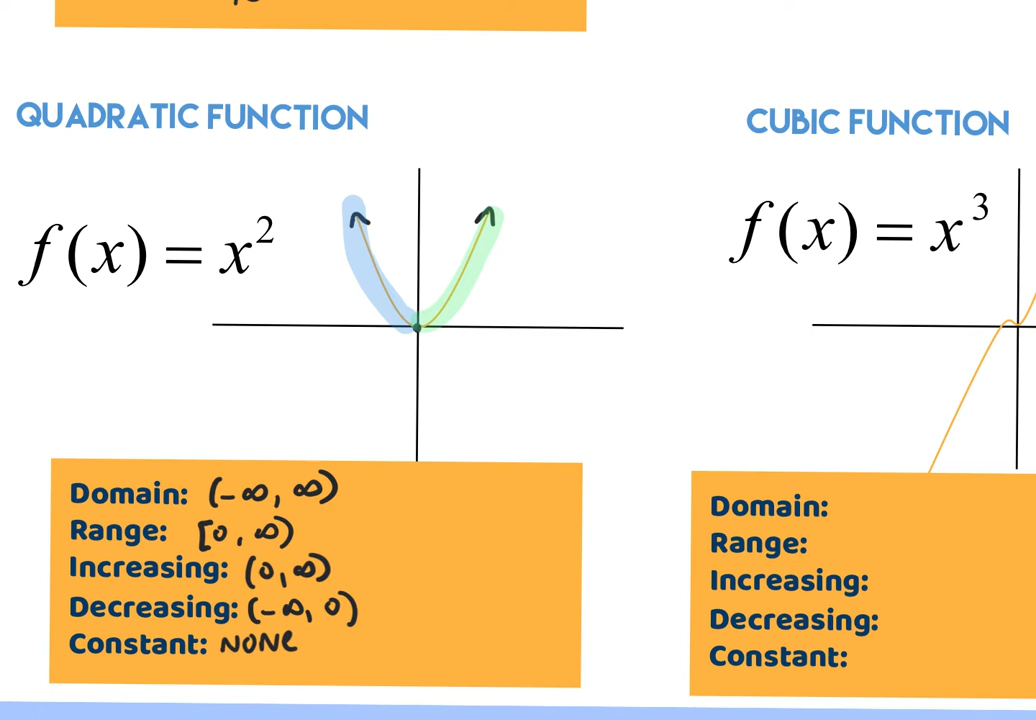 QUADRATIC FUNCTION
f(x) = x²
Domain: (-∞, ∞)
Range: [0, ∞)
Increasing: (0, ∞)
Decreasing: (-∞, 0)
Constant: NONE
CUBIC FUNCTION
f(x) = x³
Domain:
Range:
Increasing:
Decreasing:
Constant: